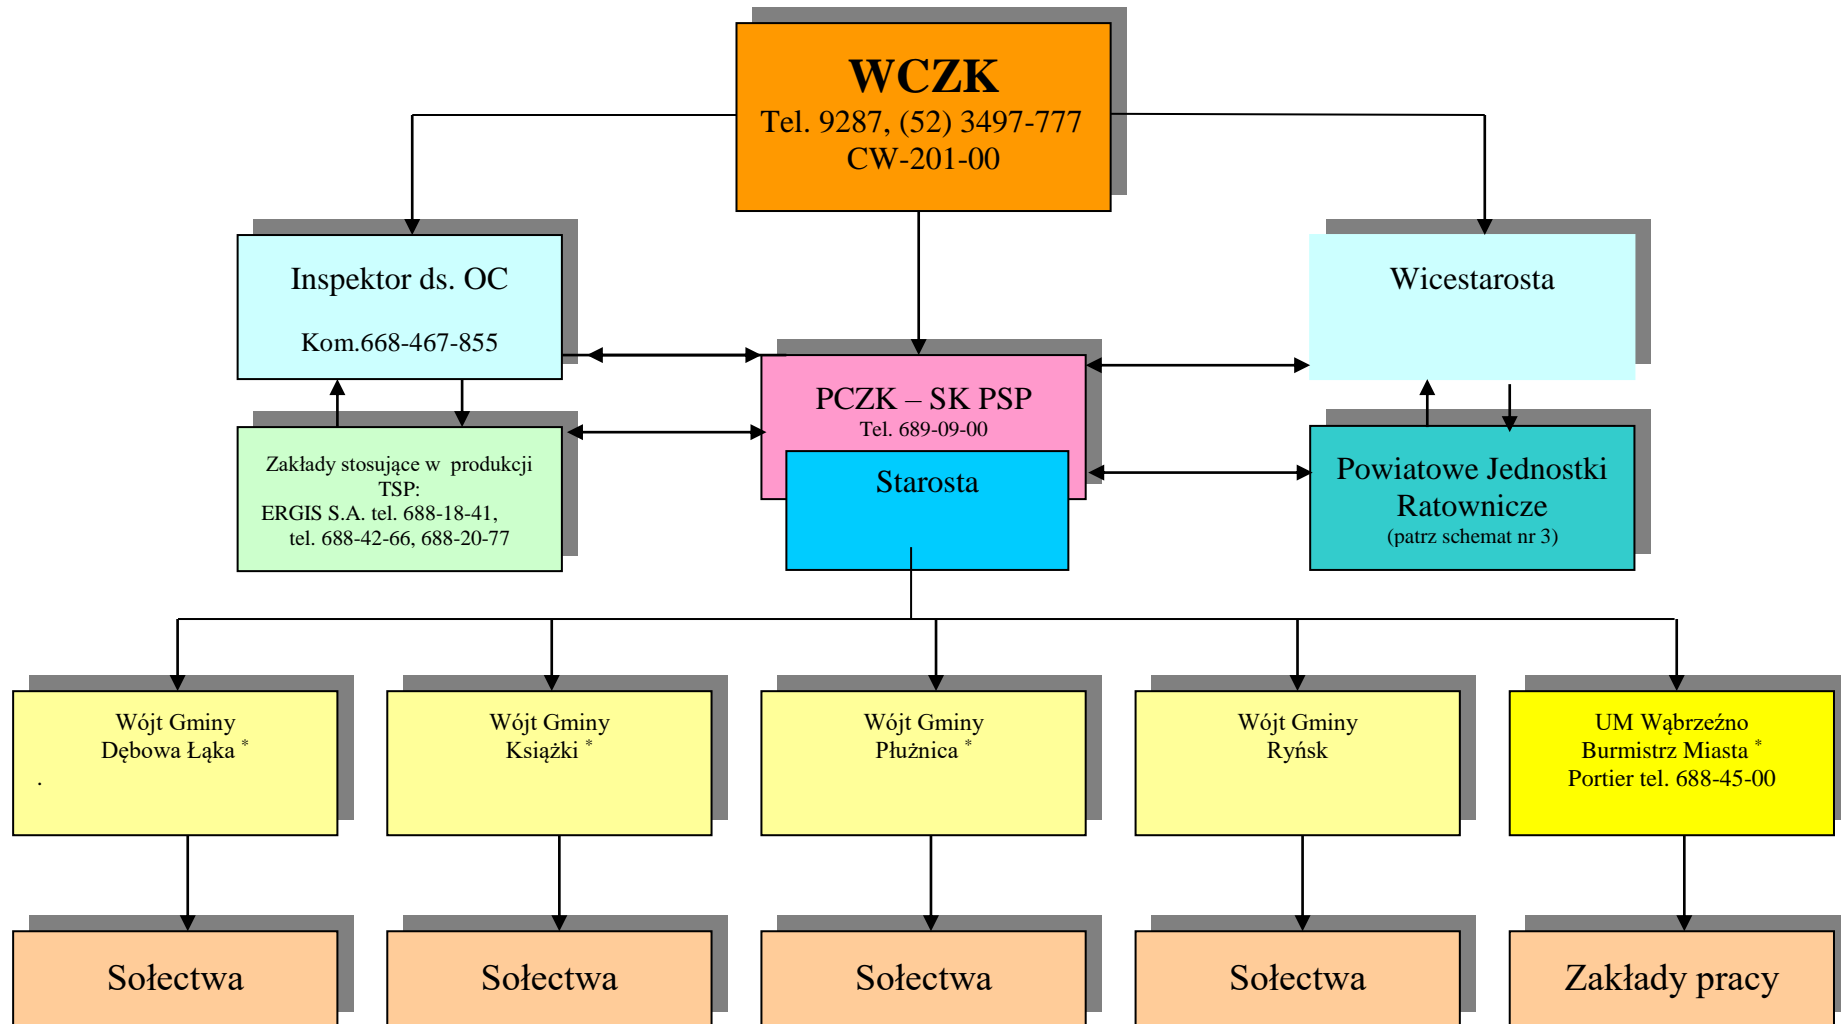 WCZK
Tel. 9287, (52) 3497-777
CW-201-00
Inspektor ds. OC
Kom.668-467-855
Wicestarosta
PCZK – SK PSP
Tel. 689-09-00
Starosta
Zakłady stosujące w produkcji
TSP:
ERGIS S.A. tel. 688-18-41,
tel. 688-42-66, 688-20-77
Powiatowe Jednostki
Ratownicze
(patrz schemat nr 3)
Wójt Gminy
Dębowa Łąka *
.
Wójt Gminy
Książki *
Wójt Gminy
Płużnica *
Wójt Gminy
Ryńsk
UM Wąbrzeźno
Burmistrz Miasta *
Portier tel. 688-45-00
Sołectwa
Sołectwa
Sołectwa
Sołectwa
Zakłady pracy